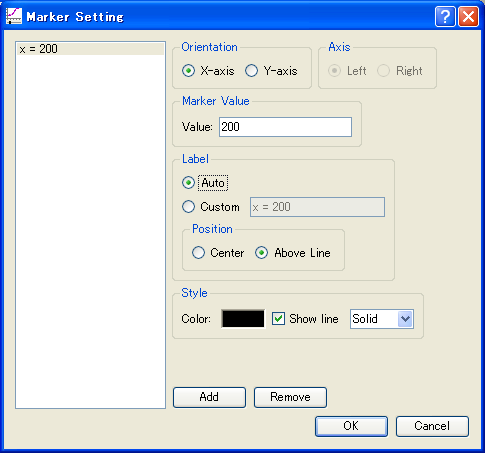 Marker Setting
x = 200
Orientation
X-axis Y-axis
Axis
Left Right
Marker Value
Value: 200
Label
Auto
Custom x = 200
Position
Center Above Line
Style
Color: Show line Solid
Add Remove
OK Cancel